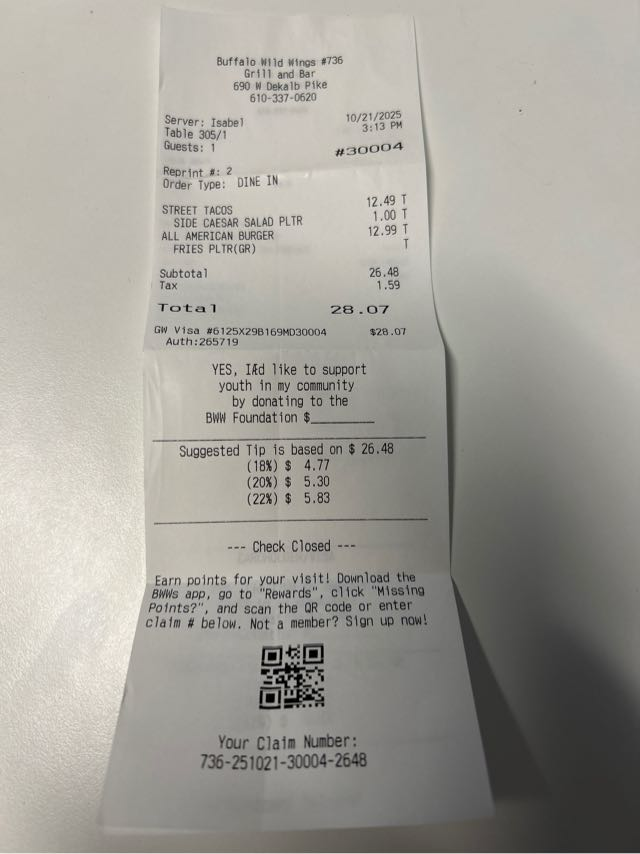 Buffalo Wild Wings #736
Grill and Bar
690 W Dekalb Pike
610-337-0620
Server: Isabel 10/21/2025
Table 305/1 3:13 PM
Guests: 1 #30004
Reprint #: 2
Order Type: DINE IN
STREET TACOS 12.49 T
SIDE CAESAR SALAD PLTR 1.00 T
ALL AMERICAN BURGER 12.99 T
FRIES PLTR(GR) T
Subtotal 26.48
Tax 1.59
Total 28.07
GW Visa #6125X29B169MD30004 $28.07
Auth:265719
YES, IÆd like to support
youth in my community
by donating to the
BWW Foundation $_________
Suggested Tip is based on $ 26.48
(18%) $ 4.77
(20%) $ 5.30
(22%) $ 5.83
--- Check Closed ---
Earn points for your visit! Download the
BWWs app, go to "Rewards", click "Missing
Points?", and scan the QR code or enter
claim # below. Not a member? Sign up now!
Your Claim Number:
736-251021-30004-2648